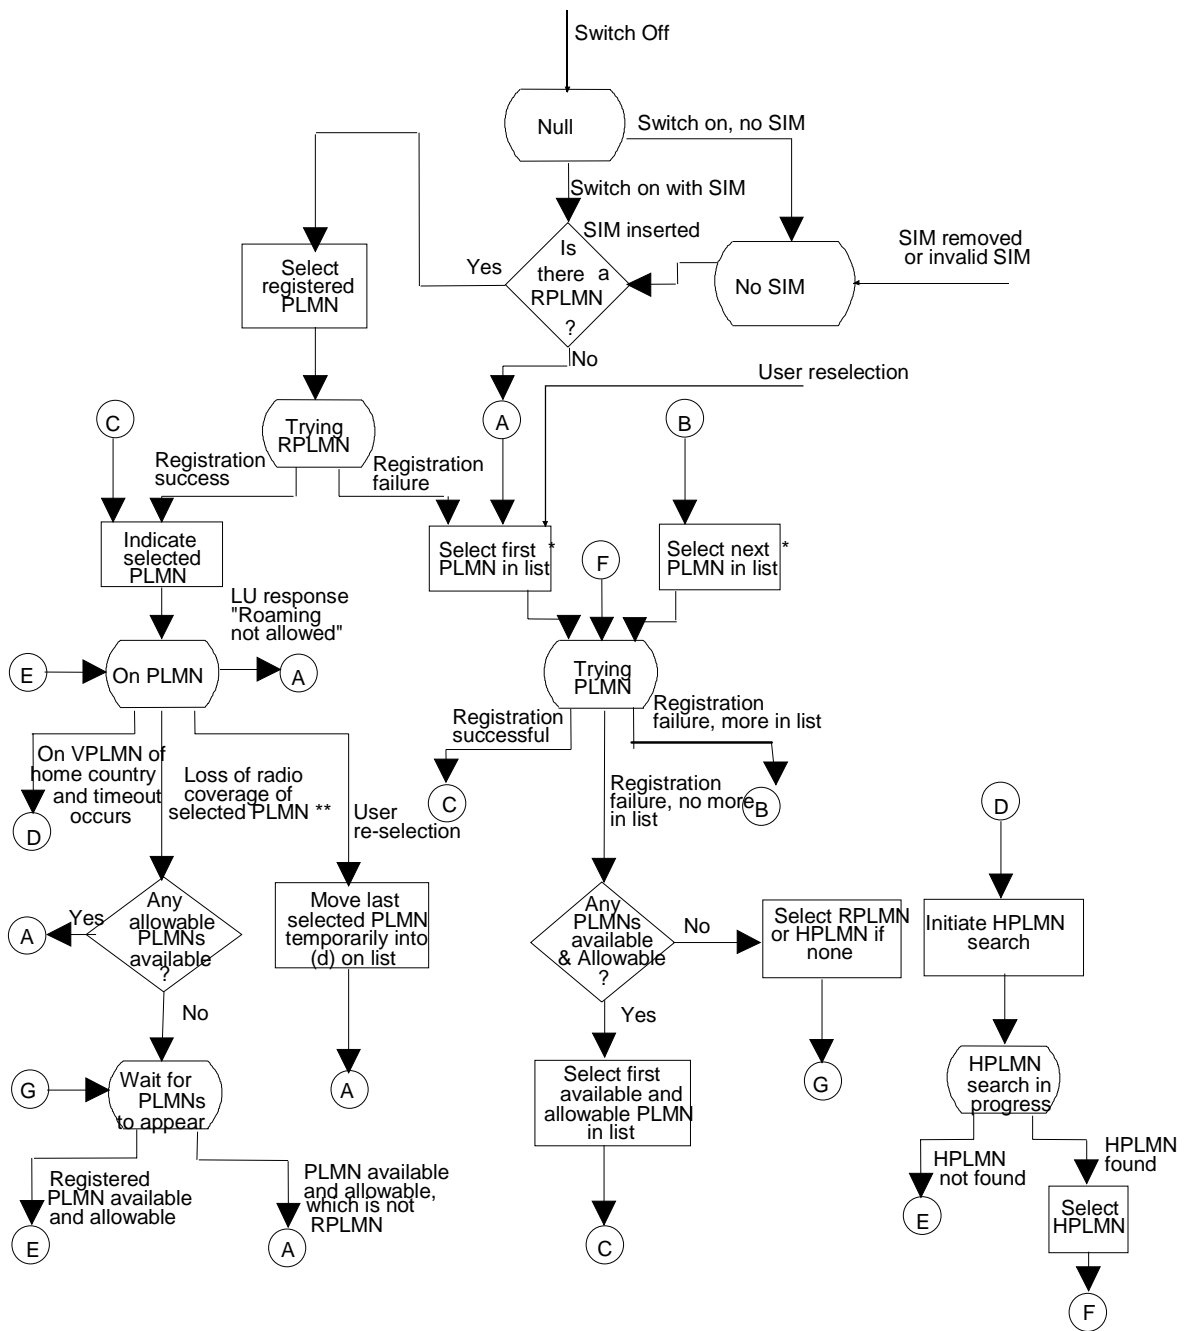 Switch Off
Null
Switch on, no SIM
Switch on with SIM
SIM inserted
SIM removed
or invalid SIM
Yes
Is
there a
RPLMN
?
No SIM
Select
registered
PLMN
No
User reselection
C
Trying
RPLMN
A
B
Registration
success
Registration
failure
Indicate
selected
PLMN
Select first *
PLMN in list
F
Select next *
PLMN in list
LU response
"Roaming
not allowed"
E
On PLMN
A
Trying
PLMN
Registration
successful
Registration
failure, more in list
On VPLMN of
home country
and timeout
occurs
Loss of radio
coverage of
selected PLMN **
User
re-selection
Registration
failure, no more
in list
D
C
B
D
Any
allowable
PLMNs
available
?
Yes
A
Move last
selected PLMN
temporarily into
(d) on list
Any
PLMNs
available
& Allowable
?
No
Select RPLMN
or HPLMN if
none
Initiate HPLMN
search
No
Yes
G
Wait for
PLMNs
to appear
A
Select first
available and
allowable PLMN
in list
G
HPLMN
search in
progress
Registered
PLMN available
and allowable
PLMN available
and allowable,
which is not
RPLMN
HPLMN
not found
HPLMN
found
E
A
C
E
Select
HPLMN
F